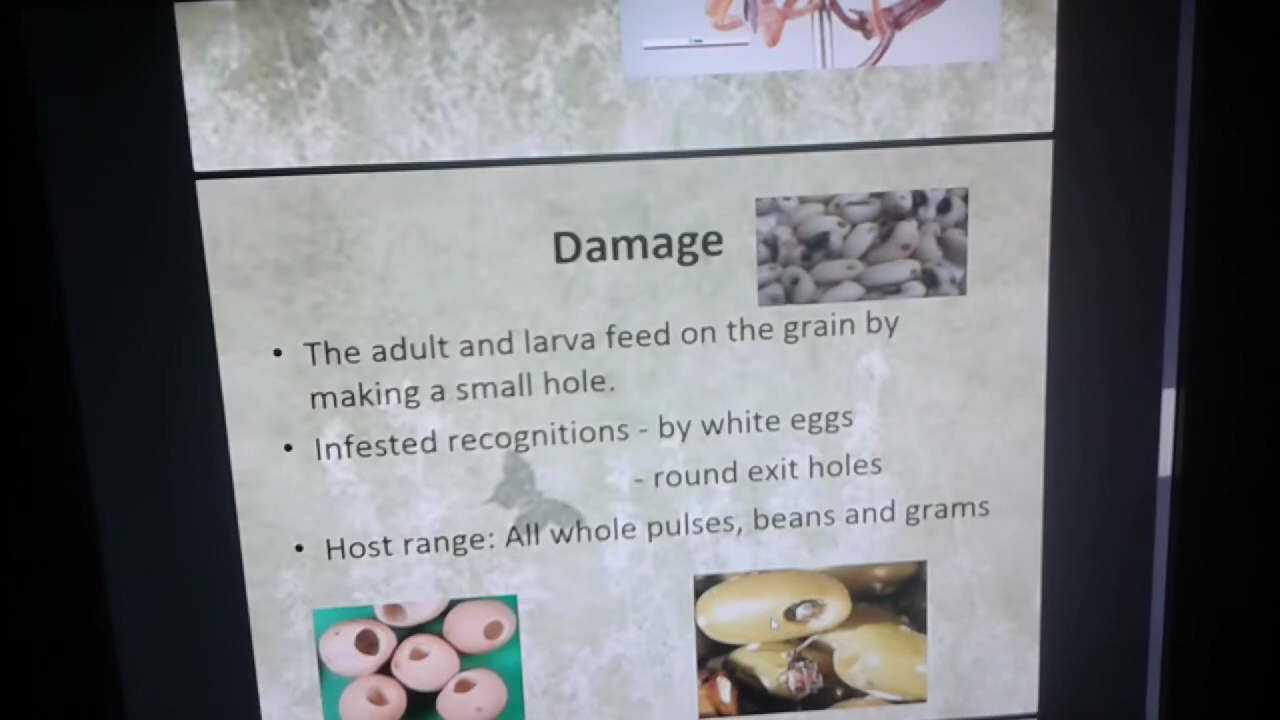 Damage
• The adult and larva feed on the grain by
making a small hole.
• Infested recognitions - by white eggs
- round exit holes
• Host range: All whole pulses, beans and grams